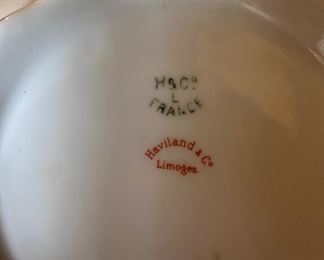 H & Cº
L
FRANCE
Haviland & Cº
Limoges.